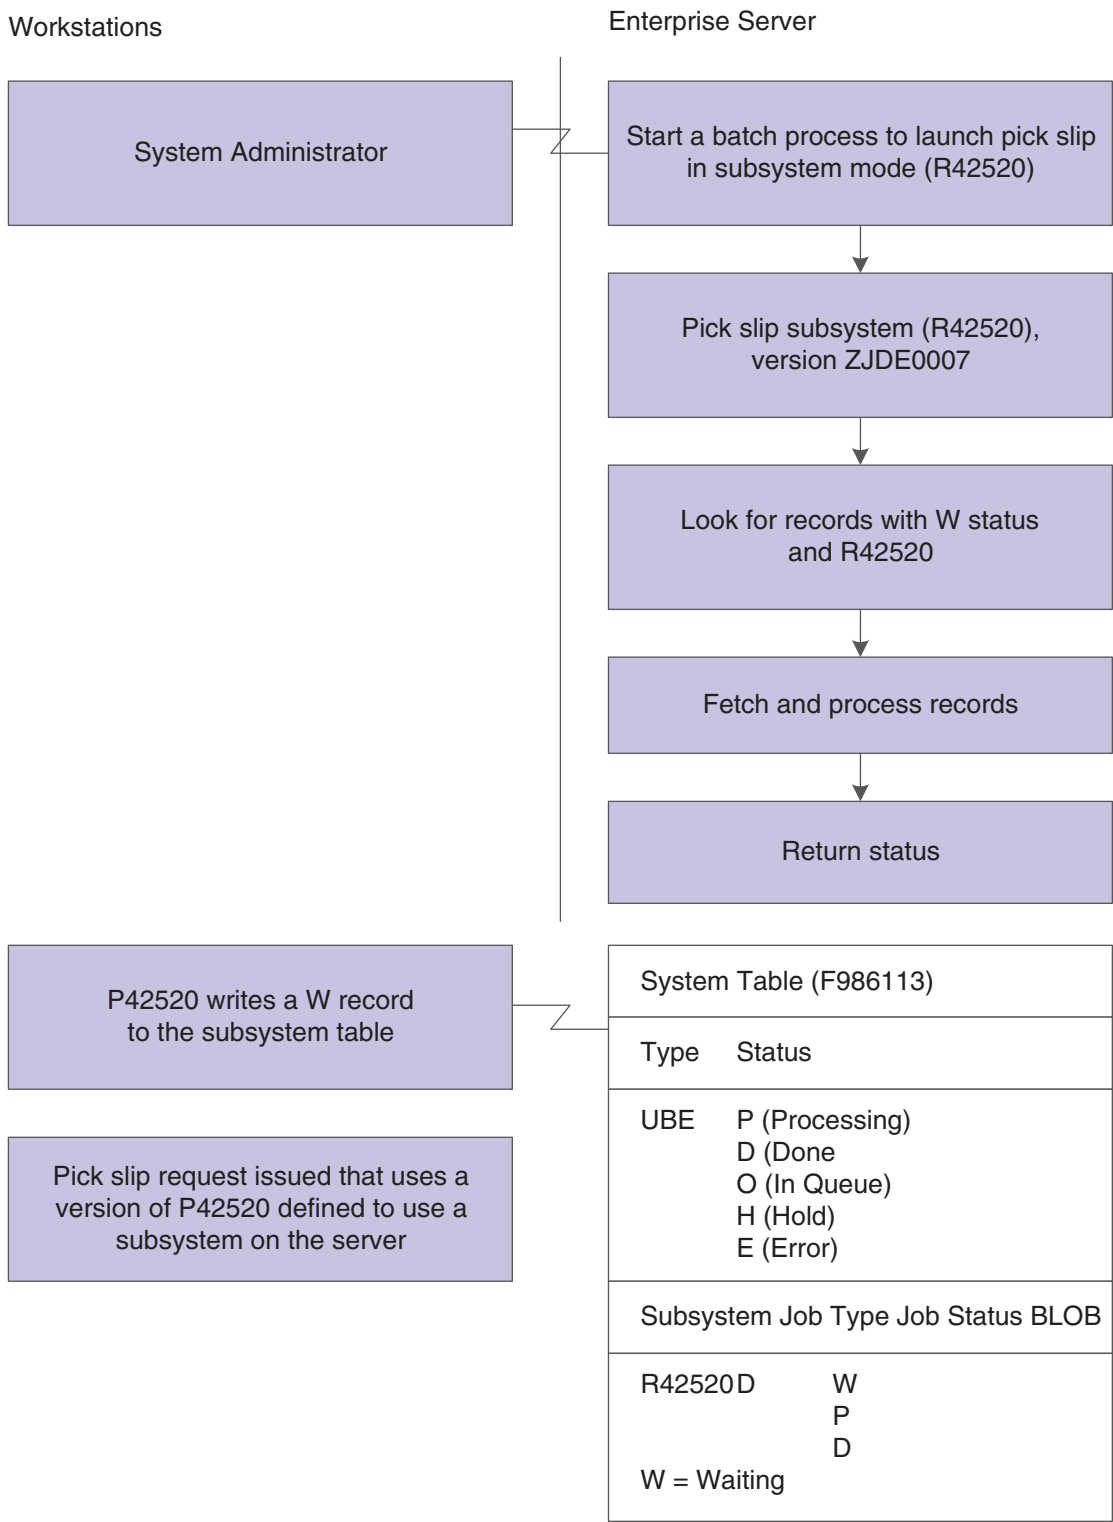 Workstations
Enterprise Server
System Administrator
Start a batch process to launch pick slip
in subsystem mode (R42520)
Pick slip subsystem (R42520),
version ZJDE0007
Look for records with W status
and R42520
Fetch and process records
Return status
P42520 writes a W record
to the subsystem table
Pick slip request issued that uses a
version of P42520 defined to use a
subsystem on the server
System Table (F986113)
Type Status
UBE P (Processing)
D (Done
O (In Queue)
H (Hold)
E (Error)
Subsystem Job Type Job Status BLOB
R42520 D W
P
D
W = Waiting